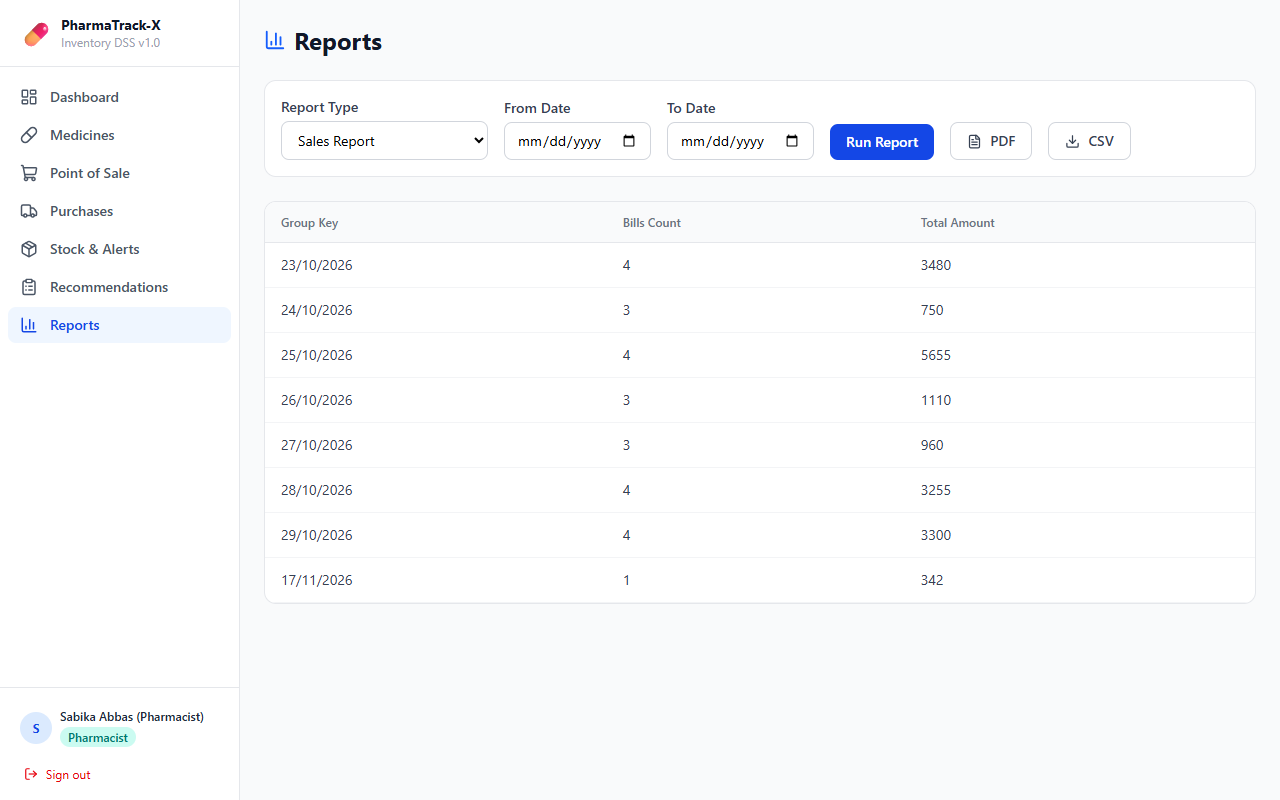 PharmaTrack-X
Inventory DSS v1.0
Dashboard
Medicines
Point of Sale
Purchases
Stock & Alerts
Recommendations
Reports
S
Sabika Abbas (Pharmacist)
Pharmacist
Sign out
Reports
Report Type From Date To Date
Sales Report mm/dd/yyyy mm/dd/yyyy Run Report PDF CSV
Group Key Bills Count Total Amount
23/10/2026 4 3480
24/10/2026 3 750
25/10/2026 4 5655
26/10/2026 3 1110
27/10/2026 3 960
28/10/2026 4 3255
29/10/2026 4 3300
17/11/2026 1 342